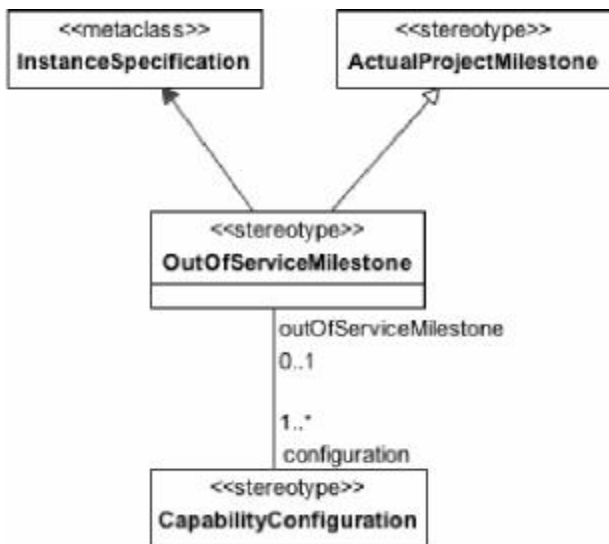 <<metaclass>>
InstanceSpecification
<<stereotype>>
ActualProjectMilestone
<<stereotype>>
OutOfServiceMilestone
outOfServiceMilestone
0..1
1..*
configuration
<<stereotype>>
CapabilityConfiguration